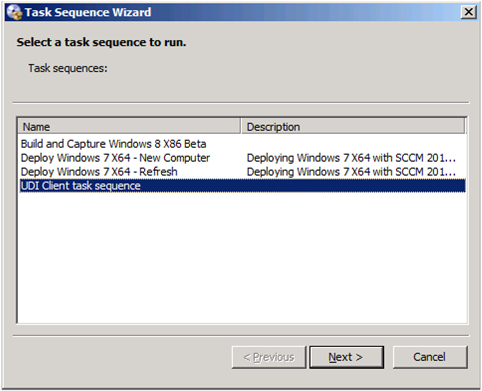 Task Sequence Wizard
Select a task sequence to run.
Task sequences:
Name Description
Build and Capture Windows 8 X86 Beta
Deploy Windows 7 X64 - New Computer Deploying Windows 7 X64 with SCCM 201...
Deploy Windows 7 X64 - Refresh Deploying Windows 7 X64 with SCCM 201...
UDI Client task sequence
< Previous Next > Cancel